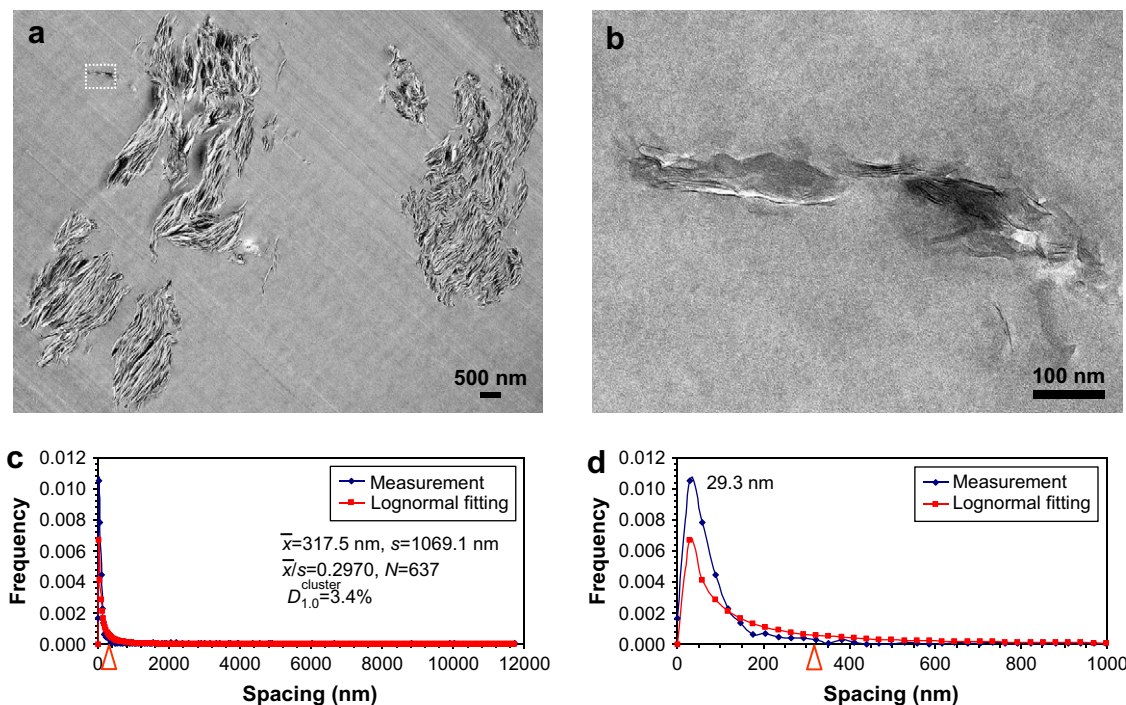 a
500 nm
b
100 nm
c
0.012
0.010
0.008
0.006
0.004
0.002
0.000
Frequency
Measurement
Lognormal fitting
x̅=317.5 nm, s=1069.1 nm
x̅/s=0.2970, N=637
D1.0cluster=3.4%
0 2000 4000 6000 8000 10000 12000
Spacing (nm)
d
0.012
0.010
0.008
0.006
0.004
0.002
0.000
Frequency
29.3 nm
Measurement
Lognormal fitting
0 200 400 600 800 1000
Spacing (nm)